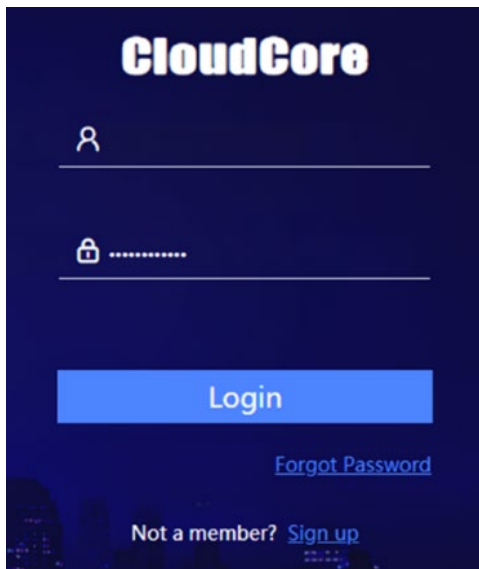 CloudCore
............
Login
Forgot Password
Not a member? Sign up